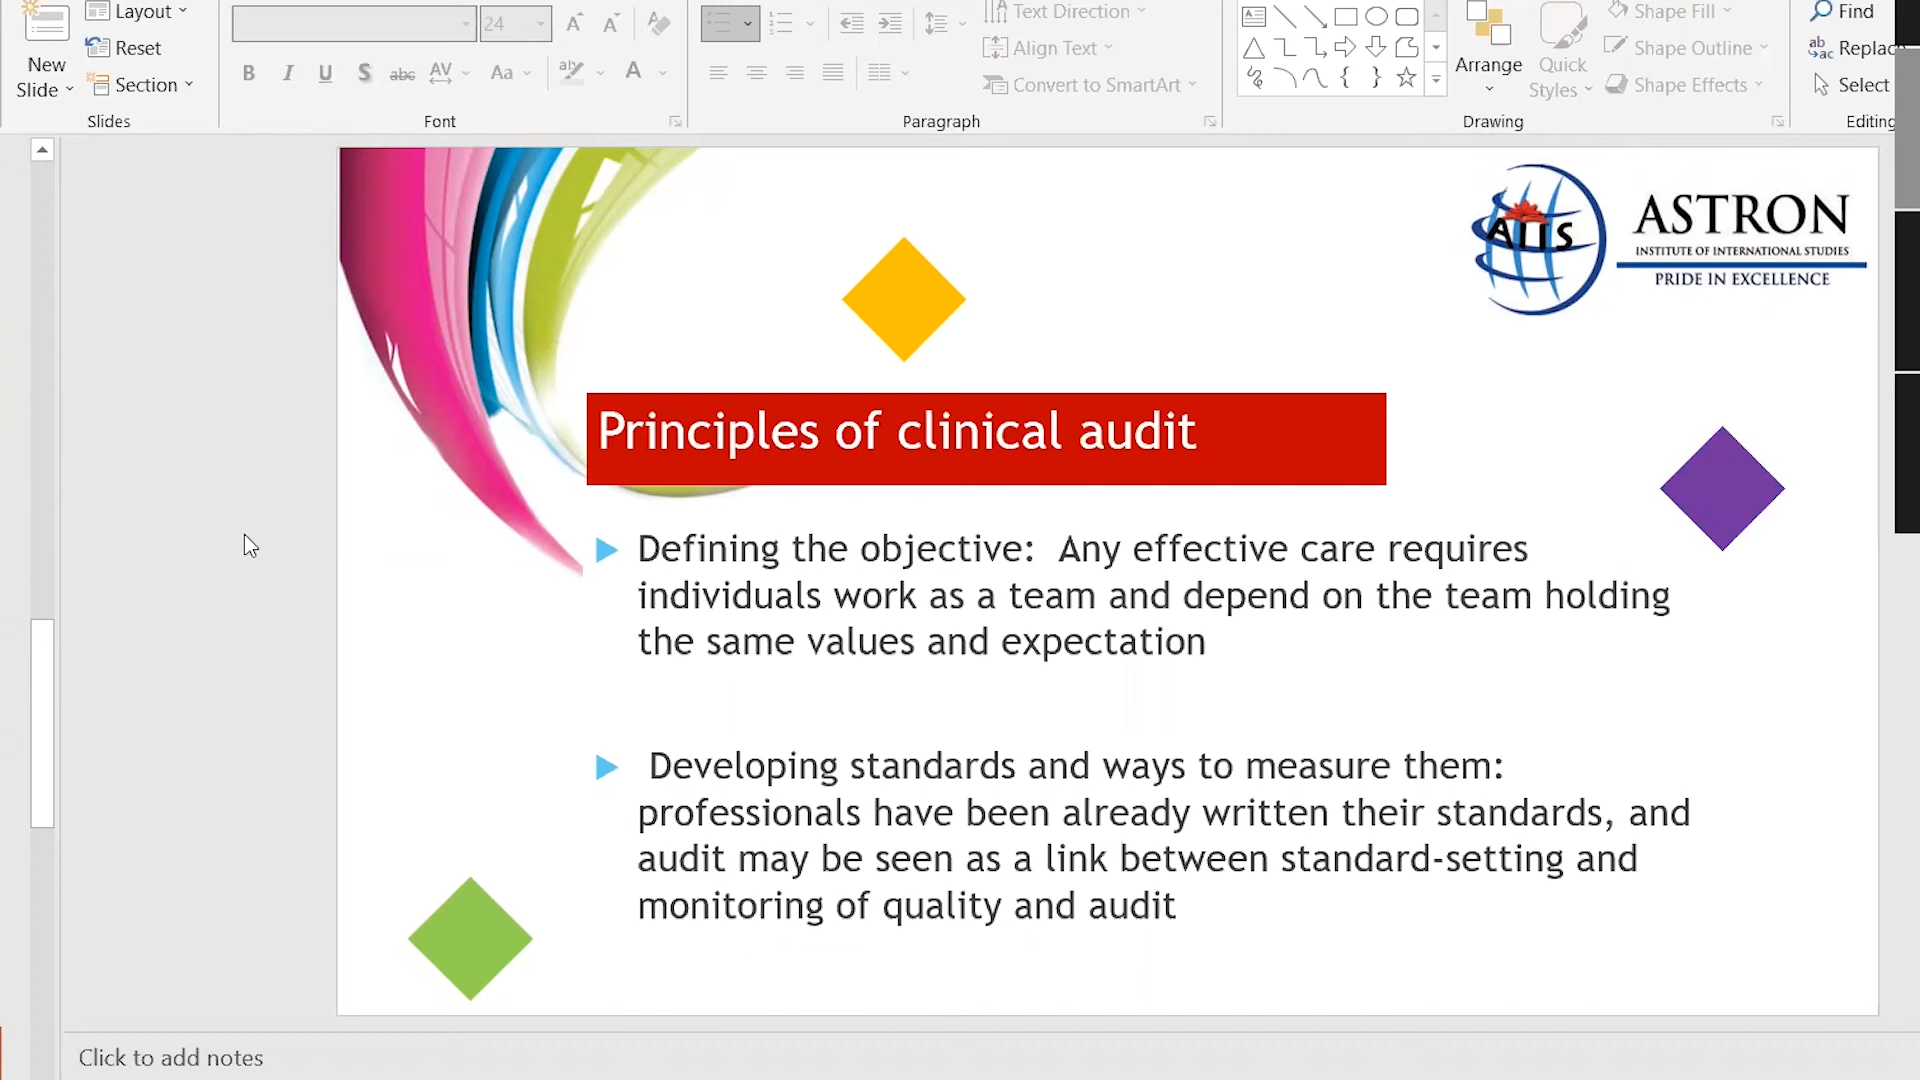 Layout
Reset
Section
New
Slide
Slides
24
B I U S abc AV Aa A
Font
Text Direction
Align Text
Convert to SmartArt
Paragraph
Arrange
Quick
Styles
Shape Fill
Shape Outline
Shape Effects
Drawing
Find
Replac
Select
Editing
AIIS
ASTRON
INSTITUTE OF INTERNATIONAL STUDIES
PRIDE IN EXCELLENCE
Principles of clinical audit
Defining the objective: Any effective care requires
individuals work as a team and depend on the team holding
the same values and expectation
Developing standards and ways to measure them:
professionals have been already written their standards, and
audit may be seen as a link between standard-setting and
monitoring of quality and audit
Click to add notes